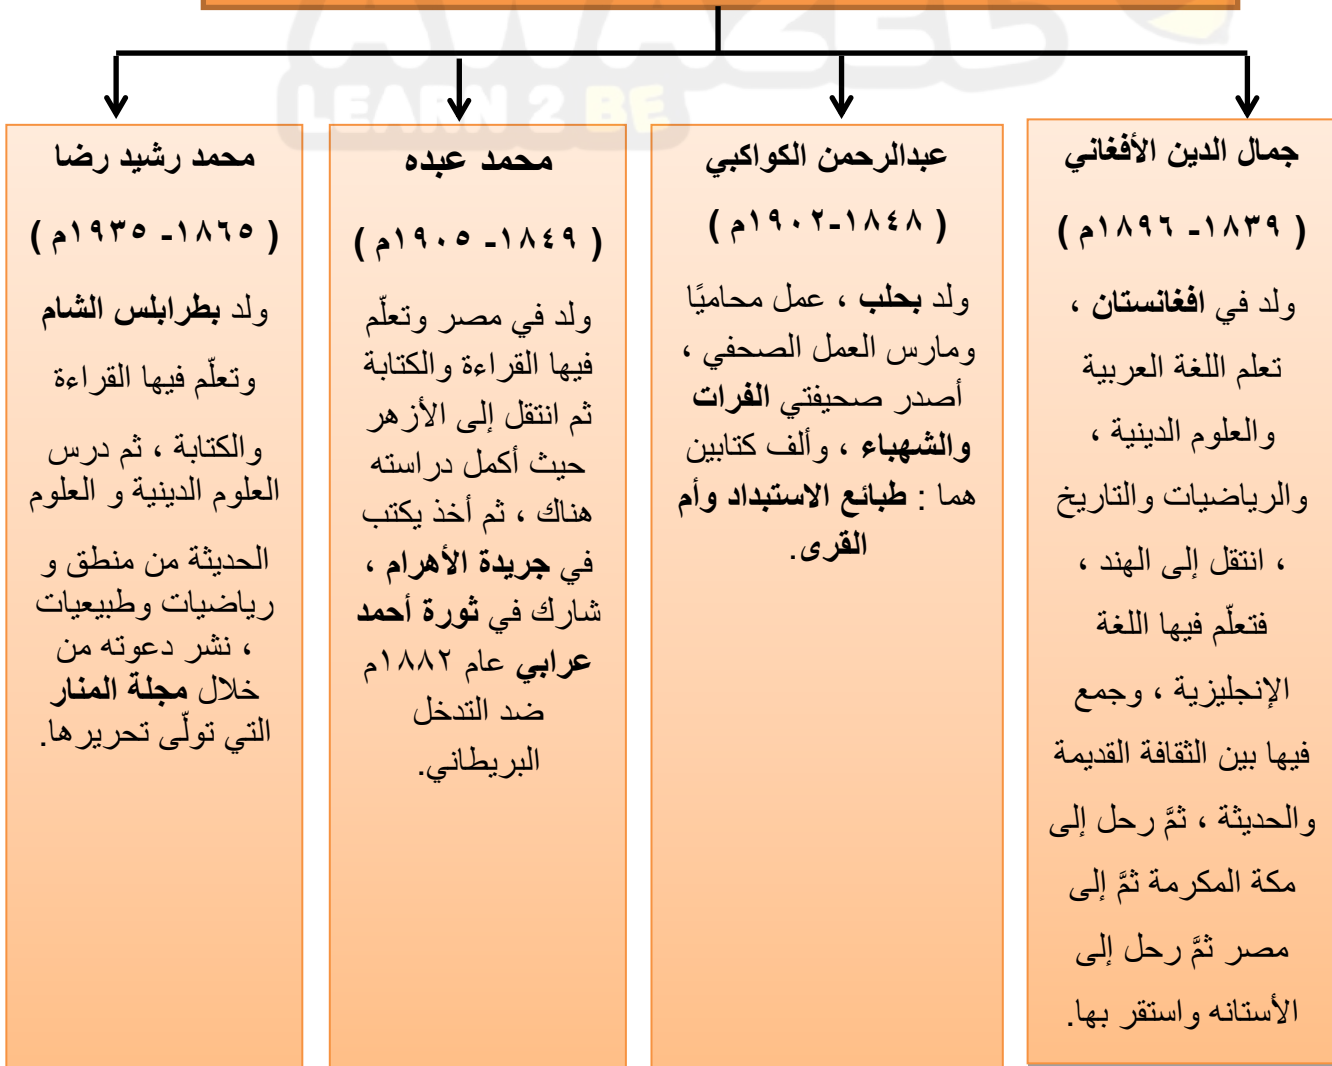 LEARN 2 BE
جمال الدين الأفغاني
( ١٨٣٩- ١٨٩٦م )
ولد في افغانستان ،
تعلم اللغة العربية
والعلوم الدينية ،
والرياضيات والتاريخ
، انتقل إلى الهند ،
فتعلّم فيها اللغة
الإنجليزية ، وجمع
فيها بين الثقافة القديمة
والحديثة ، ثمَّ رحل إلى
مكة المكرمة ثمَّ إلى
مصر ثمَّ رحل إلى
الأستانه واستقر بها.
عبدالرحمن الكواكبي
( ١٨٤٨-١٩٠٢م )
ولد بحلب ، عمل محاميًا
ومارس العمل الصحفي ،
أصدر صحيفتي الفرات
والشهباء ، وألف كتابين
هما : طبائع الاستبداد وأم
القرى.
محمد عبده
( ١٨٤٩- ١٩٠٥م )
ولد في مصر وتعلّم
فيها القراءة والكتابة
ثم انتقل إلى الأزهر
حيث أكمل دراسته
هناك ، ثم أخذ يكتب
في جريدة الأهرام ،
شارك في ثورة أحمد
عرابي عام ١٨٨٢م
ضد التدخل
البريطاني.
محمد رشيد رضا
( ١٨٦٥- ١٩٣٥م )
ولد بطرابلس الشام
وتعلّم فيها القراءة
والكتابة ، ثم درس
العلوم الدينية و العلوم
الحديثة من منطق و
رياضيات وطبيعيات
، نشر دعوته من
خلال مجلة المنار
التي تولّى تحريرها.